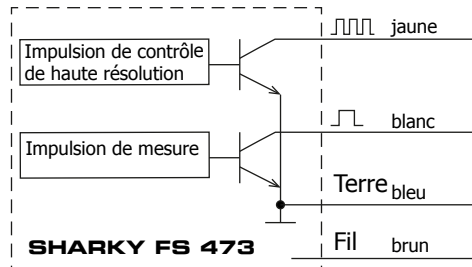 Impulsion de contrôle
de haute résolution
jaune
Impulsion de mesure
blanc
Terre bleu
SHARKY FS 473
Fil brun